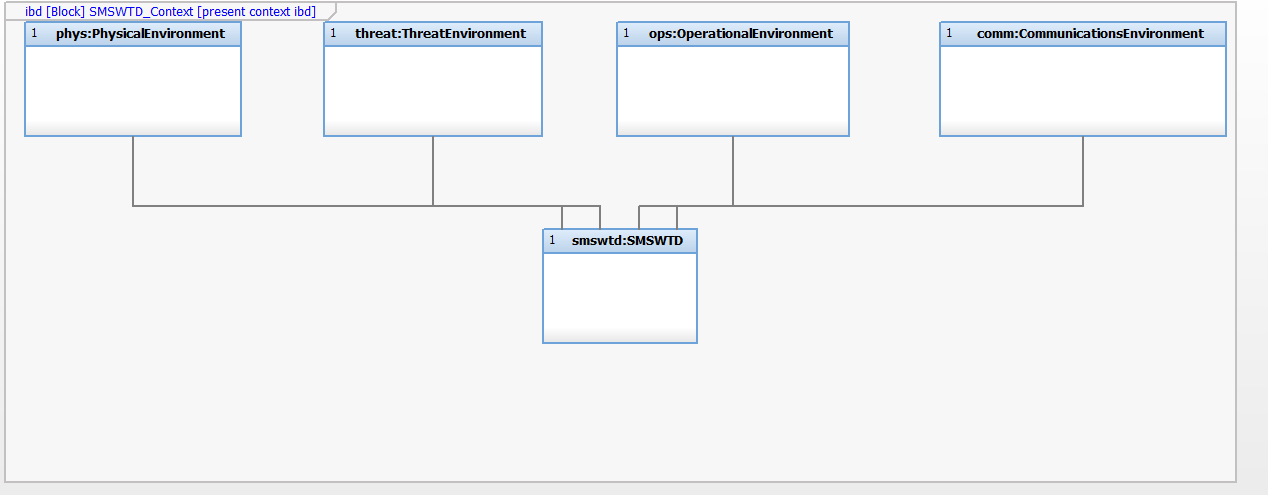 ibd [Block] SMSWTD_Context [present context ibd]
1 phys:PhysicalEnvironment
1 threat:ThreatEnvironment
1 ops:OperationalEnvironment
1 comm:CommunicationsEnvironment
1 smswtd:SMSWTD